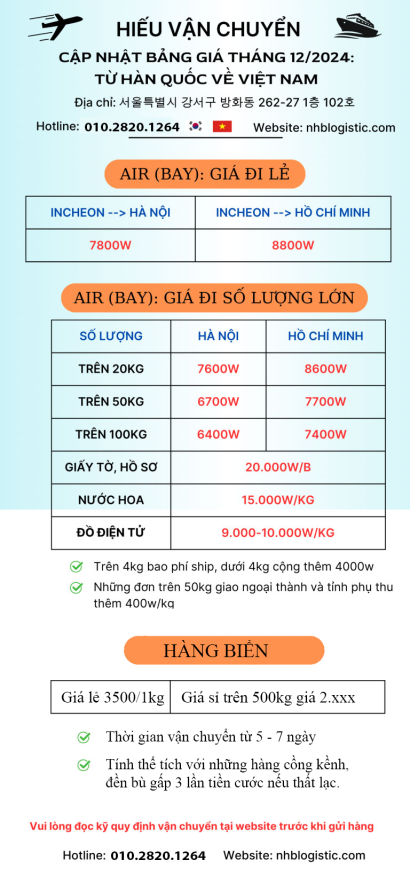 HIẾU VẬN CHUYỂN
CẬP NHẬT BẢNG GIÁ THÁNG 12/2024:
TỪ HÀN QUỐC VỀ VIỆT NAM
Địa chỉ: 서울특별시 강서구 방화동 262-27 1층 102호
Hotline: 010.2820.1264 Website: nhblogistic.com
AIR (BAY): GIÁ ĐI LẺ
INCHEON --> HÀ NỘI INCHEON --> HỒ CHÍ MINH
7800W 8800W
AIR (BAY): GIÁ ĐI SỐ LƯỢNG LỚN
SỐ LƯỢNG HÀ NỘI HỒ CHÍ MINH
TRÊN 20KG 7600W 8600W
TRÊN 50KG 6700W 7700W
TRÊN 100KG 6400W 7400W
GIẤY TỜ, HỒ SƠ 20.000W/B
NƯỚC HOA 15.000W/KG
ĐỒ ĐIỆN TỬ 9.000-10.000W/KG
Trên 4kg bao phí ship, dưới 4kg cộng thêm 4000w
Những đơn trên 50kg giao ngoại thành và tỉnh phụ thu
thêm 400w/kg
HÀNG BIỂN
Giá lẻ 3500/1kg Giá sỉ trên 500kg giá 2.xxx
Thời gian vận chuyển từ 5 - 7 ngày
Tính thể tích với những hàng cồng kềnh,
đền bù gấp 3 lần tiền cước nếu thất lạc.
Vui lòng đọc kỹ quy định vận chuyển tại website trước khi gửi hàng
Hotline: 010.2820.1264 Website: nhblogistic.com